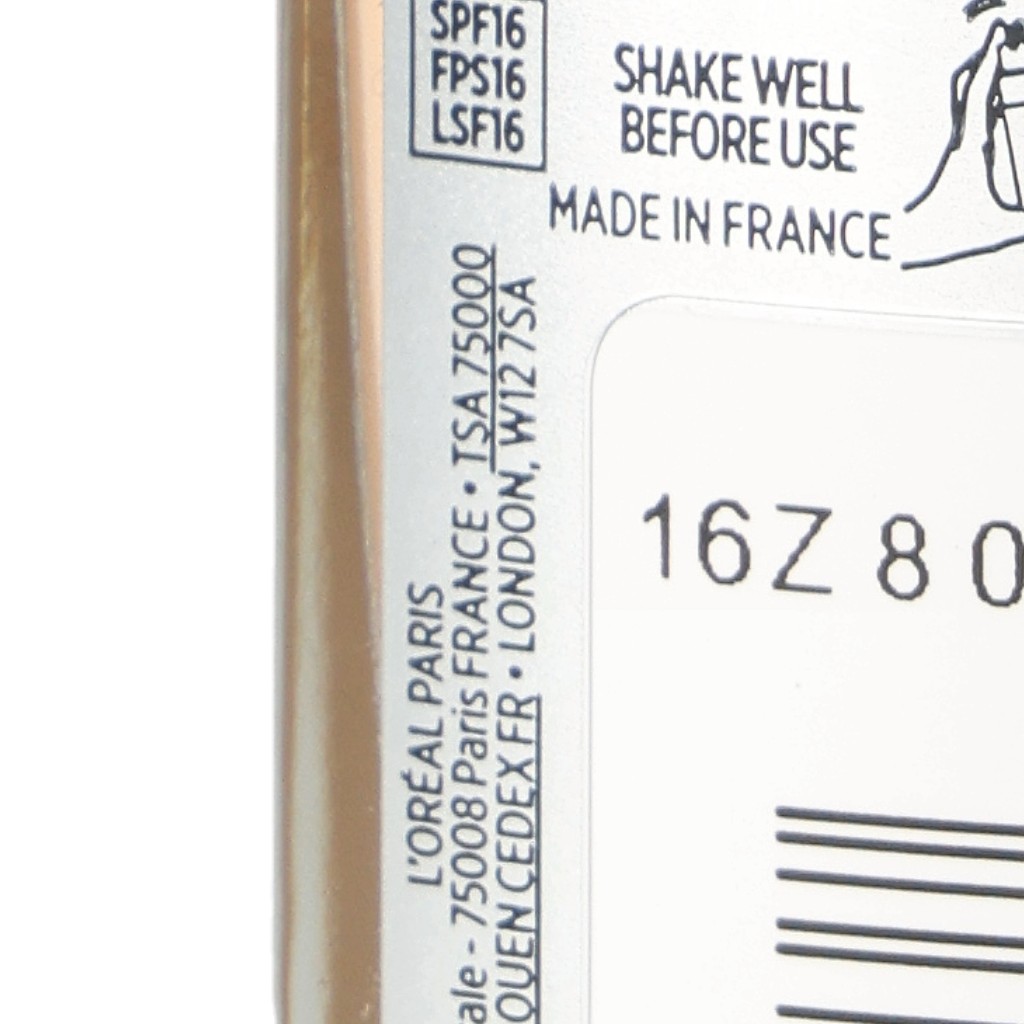 SPF16
FPS16
LSF16
SHAKE WELL
BEFORE USE
MADE IN FRANCE
L'ORÉAL PARIS
ale - 75008 Paris FRANCE • TSA 75000
OUEN CEDEX FR • LONDON, W12 7SA
16Z 8 0